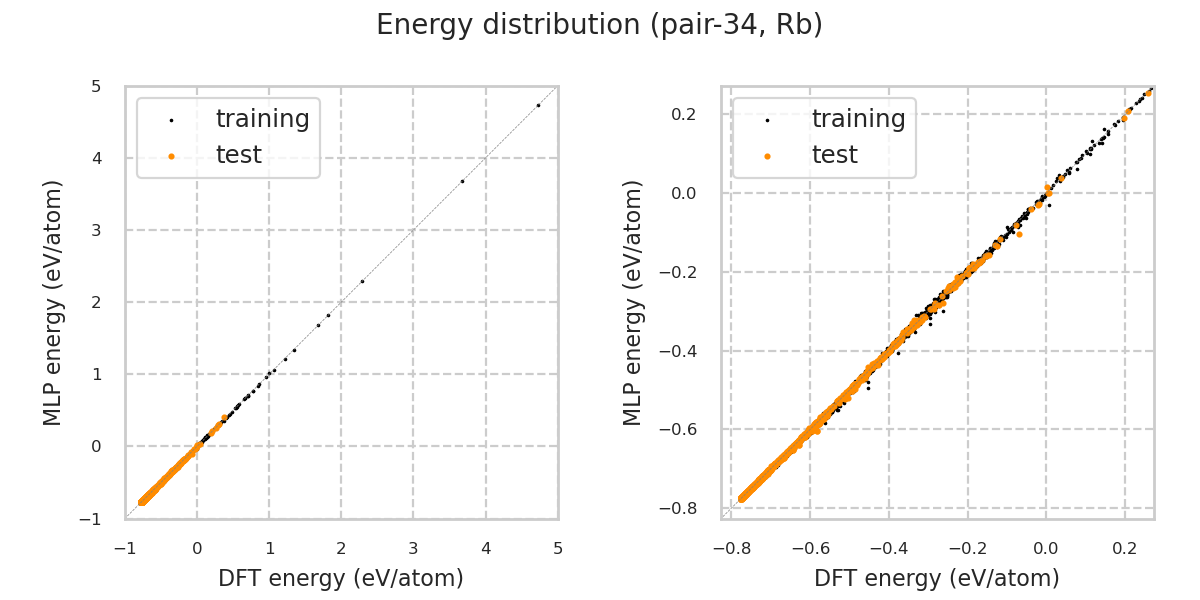 Energy distribution (pair-34, Rb)
training
test
5
4
3
2
1
0
−1
−1
0
1
2
3
4
5
MLP energy (eV/atom)
DFT energy (eV/atom)
training
test
0.2
0.0
−0.2
−0.4
−0.6
−0.8
−0.8
−0.6
−0.4
−0.2
0.0
0.2
MLP energy (eV/atom)
DFT energy (eV/atom)